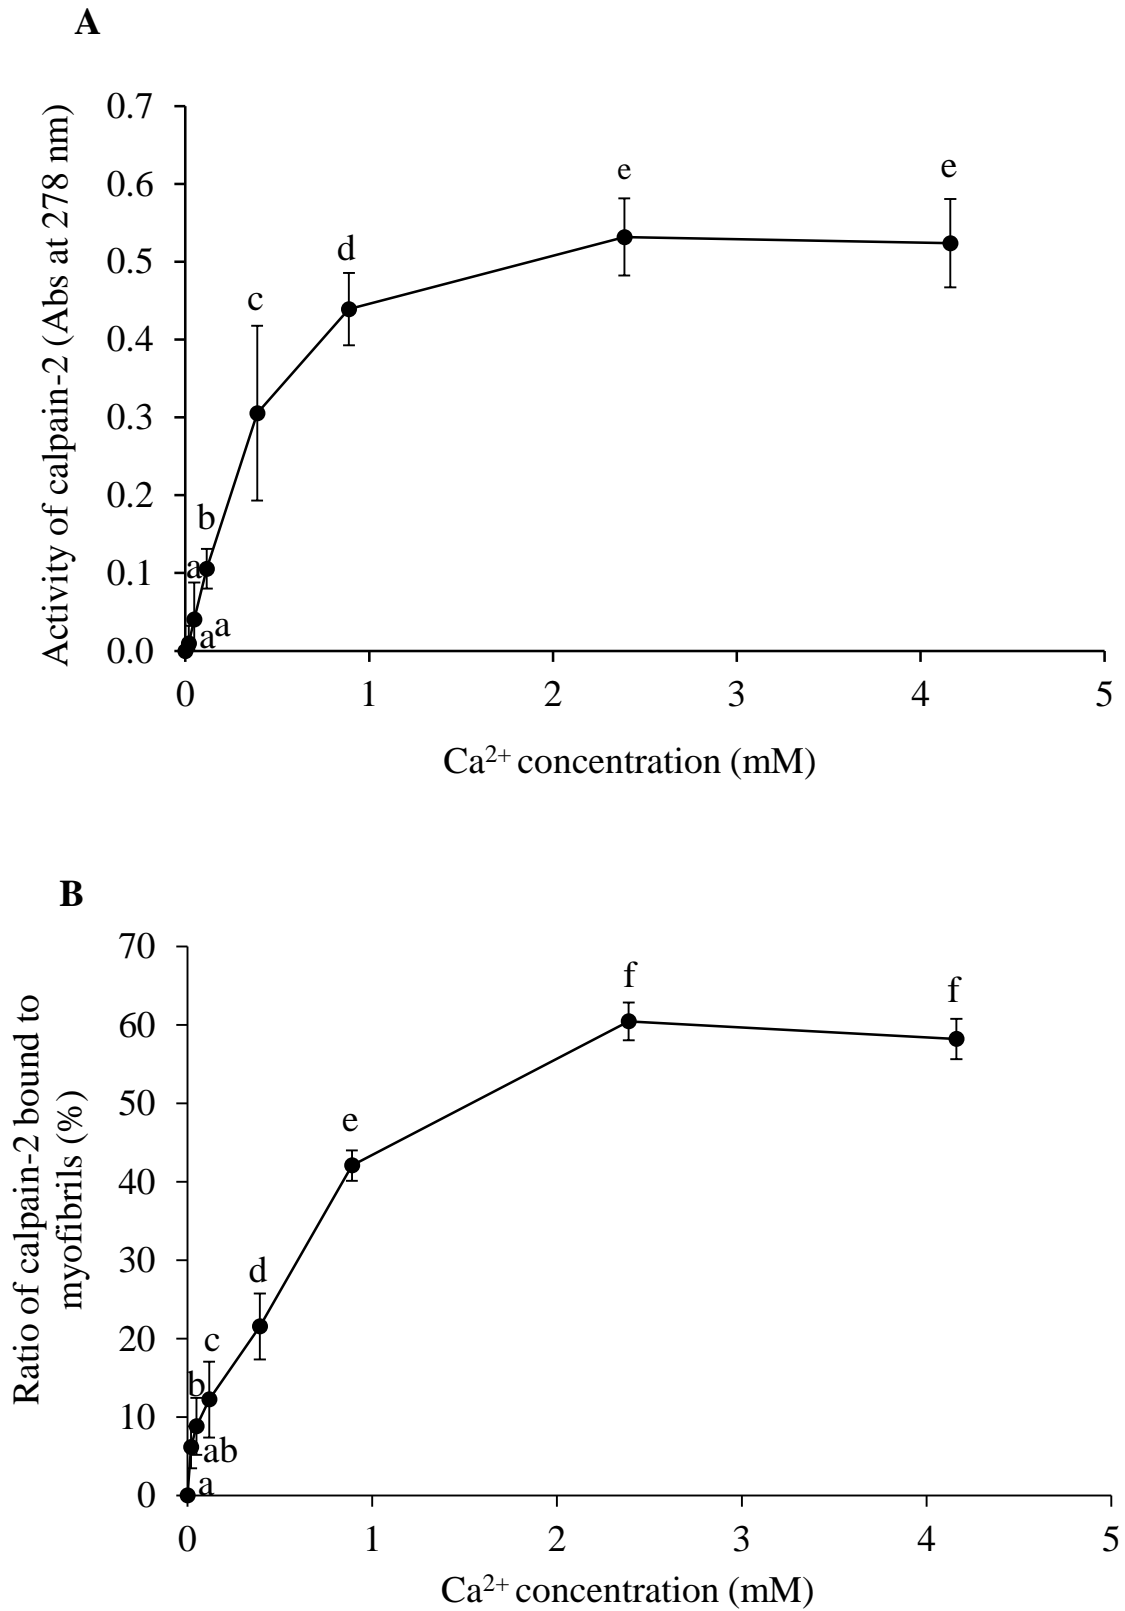 A
Activity of calpain-2 (Abs at 278 nm)
0.7
0.6
0.5
0.4
0.3
0.2
0.1
0.0
a
a
a
b
c
d
e
e
0 1 2 3 4 5
Ca²⁺ concentration (mM)
B
Ratio of calpain-2 bound to
myofibrils (%)
70
60
50
40
30
20
10
0
a
ab
b
c
d
e
f
f
0 1 2 3 4 5
Ca²⁺ concentration (mM)